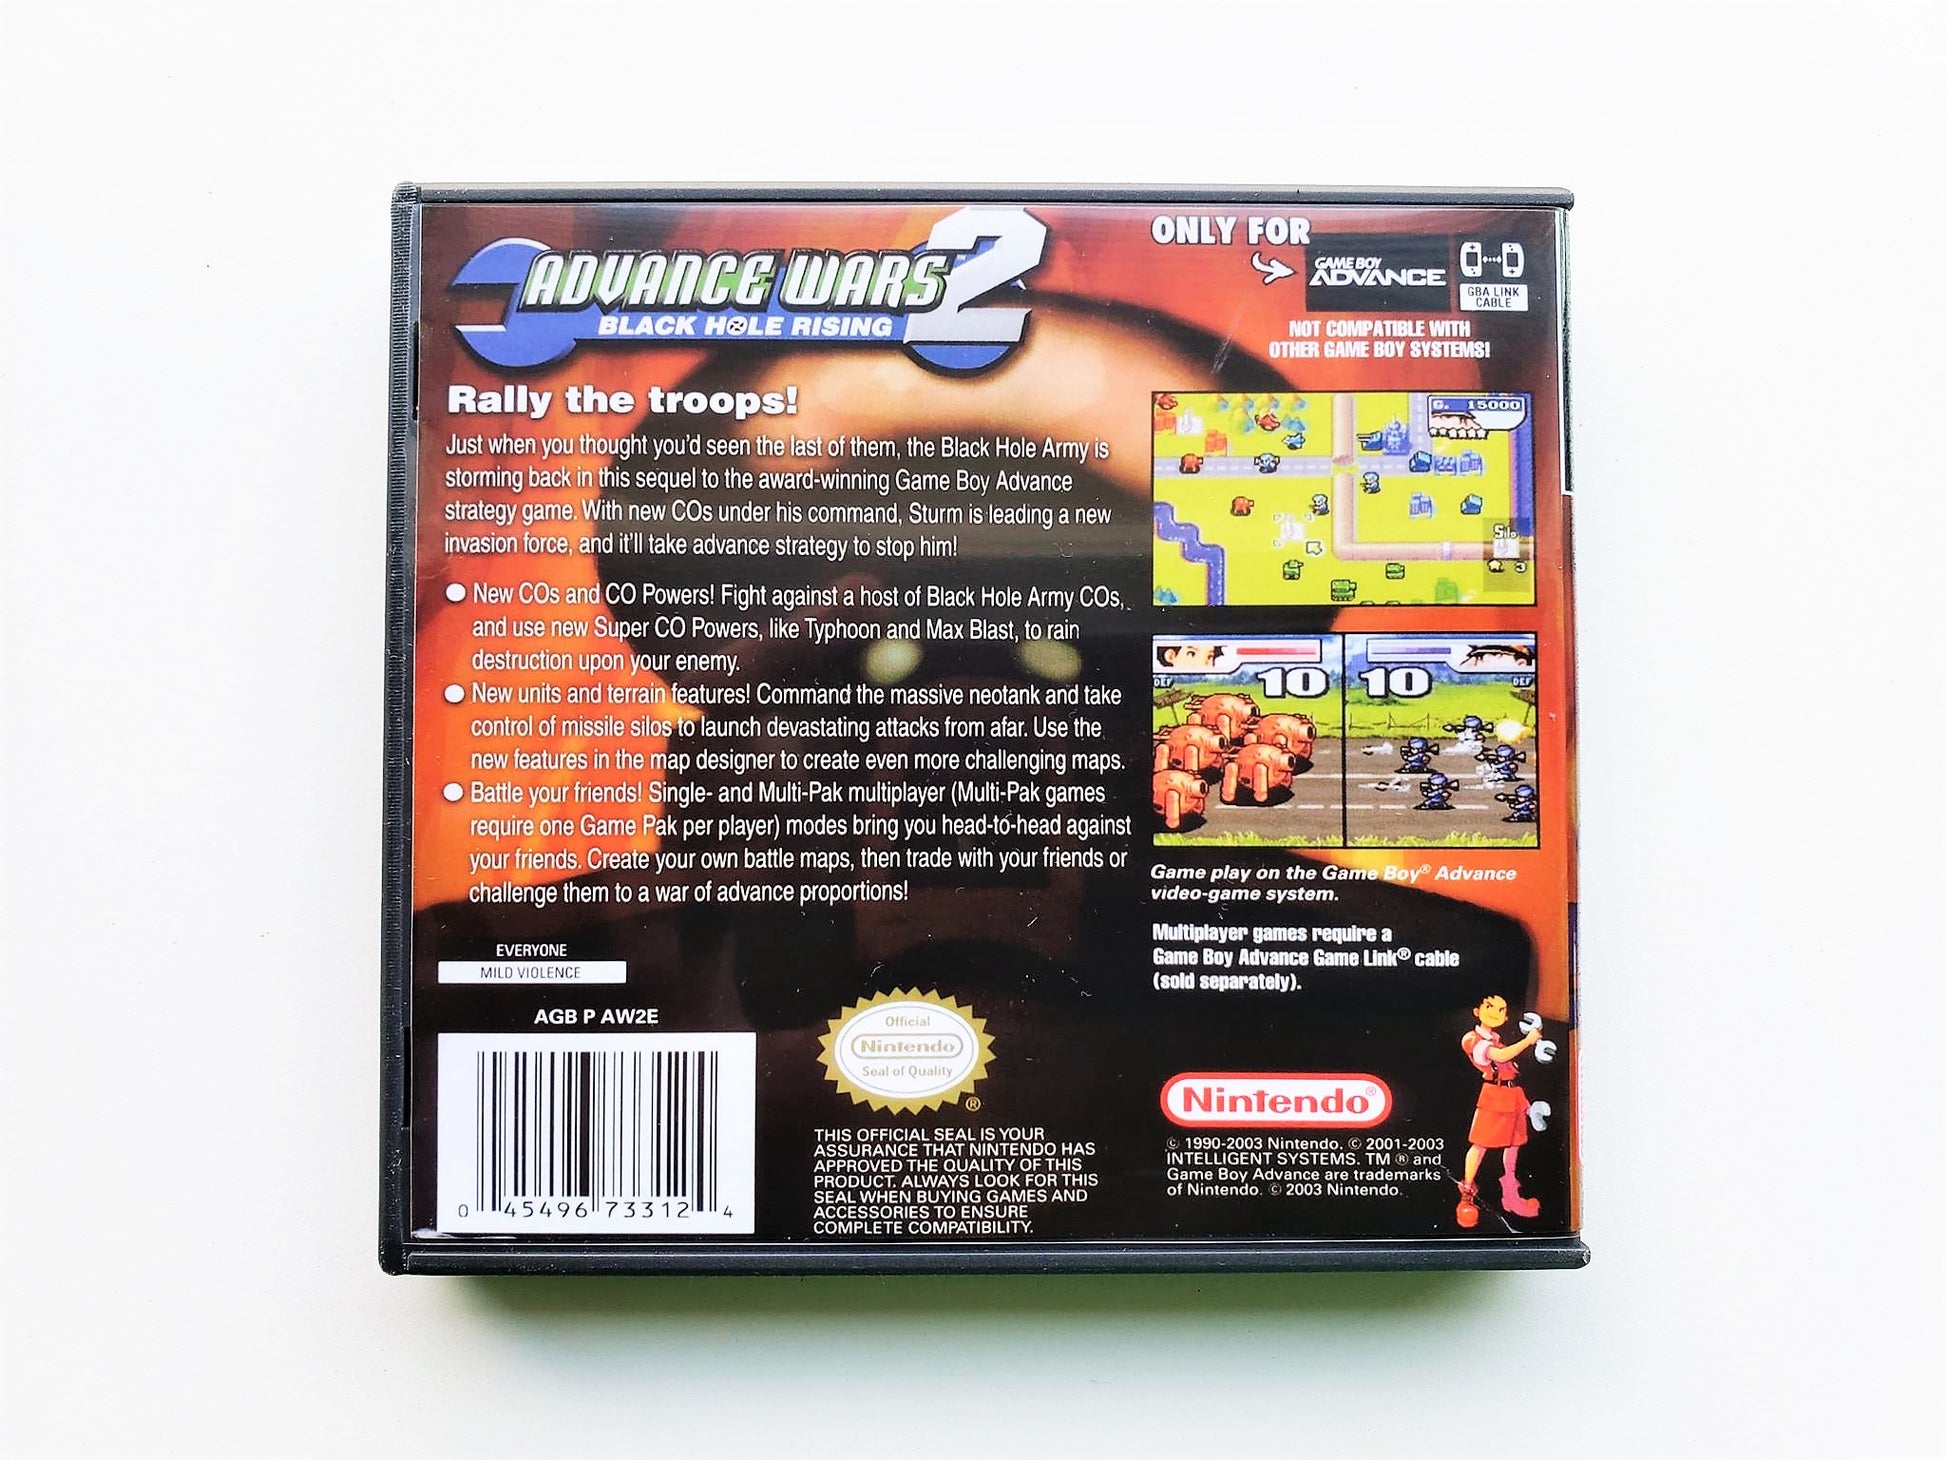 ADVANCE WARS™ 2
BLACK HOLE RISING
ONLY FOR
GAME BOY
ADVANCE
GBA LINK
CABLE
NOT COMPATIBLE WITH
OTHER GAME BOY SYSTEMS!
Rally the troops!
Just when you thought you'd seen the last of them, the Black Hole Army is
storming back in this sequel to the award-winning Game Boy Advance
strategy game. With new COs under his command, Sturm is leading a new
invasion force, and it'll take advance strategy to stop him!
● New COs and CO Powers! Fight against a host of Black Hole Army COs,
and use new Super CO Powers, like Typhoon and Max Blast, to rain
destruction upon your enemy.
● New units and terrain features! Command the massive neotank and take
control of missile silos to launch devastating attacks from afar. Use the
new features in the map designer to create even more challenging maps.
● Battle your friends! Single- and Multi-Pak multiplayer (Multi-Pak games
require one Game Pak per player) modes bring you head-to-head against
your friends. Create your own battle maps, then trade with your friends or
challenge them to a war of advance proportions!
G. 15000
Silo
3
10 10
DEF DEF
Game play on the Game Boy® Advance
video-game system.
Multiplayer games require a
Game Boy Advance Game Link® cable
(sold separately).
EVERYONE
MILD VIOLENCE
AGB P AW2E
0 45496 73312 4
Official
Nintendo
Seal of Quality
®
THIS OFFICIAL SEAL IS YOUR
ASSURANCE THAT NINTENDO HAS
APPROVED THE QUALITY OF THIS
PRODUCT. ALWAYS LOOK FOR THIS
SEAL WHEN BUYING GAMES AND
ACCESSORIES TO ENSURE
COMPLETE COMPATIBILITY.
Nintendo®
© 1990-2003 Nintendo. © 2001-2003
INTELLIGENT SYSTEMS. TM ® and
Game Boy Advance are trademarks
of Nintendo. © 2003 Nintendo.